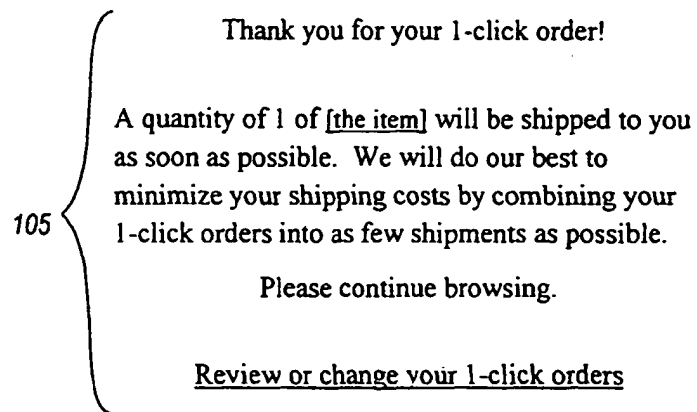 Thank you for your 1-click order!
A quantity of 1 of [the item] will be shipped to you
as soon as possible. We will do our best to
minimize your shipping costs by combining your
105
1-click orders into as few shipments as possible.
Please continue browsing.
Review or change your 1-click orders